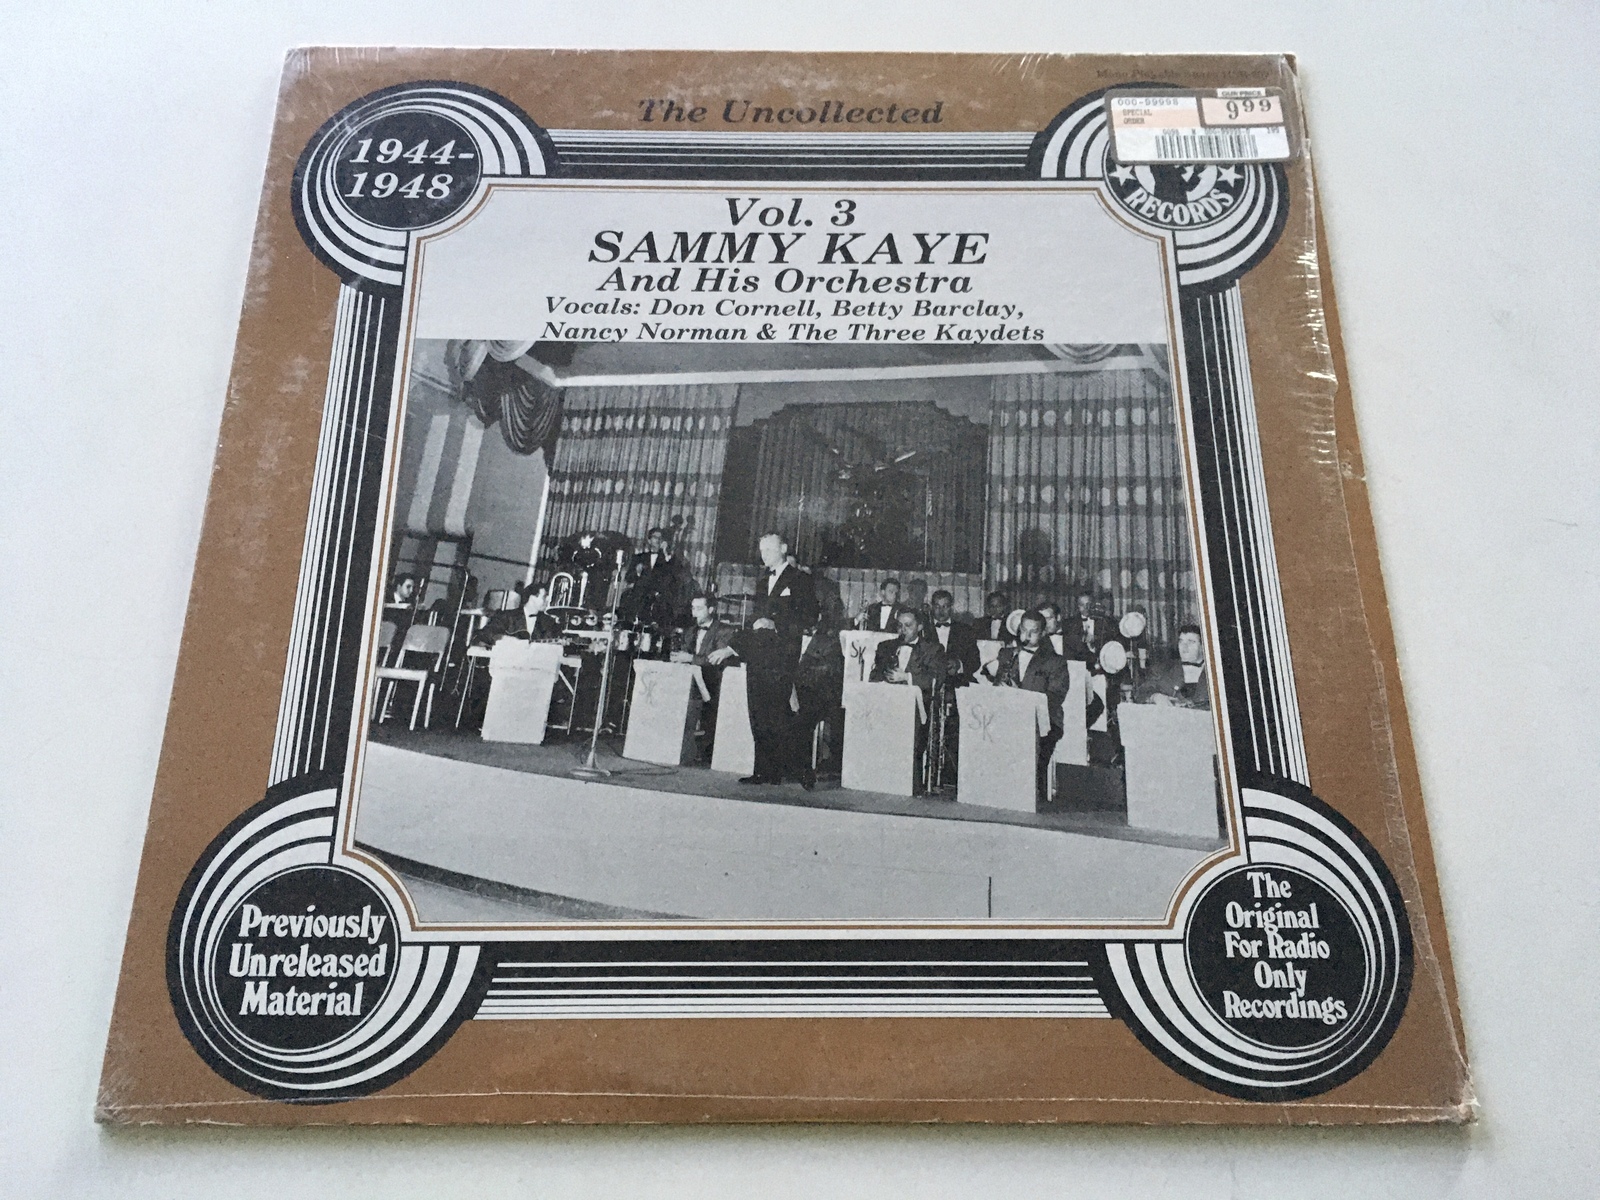 The Uncollected
000-99998
OUR PRICE
SPECIAL
ORDER
9 99
1944-
1948
RECORDS
Vol. 3
SAMMY KAYE
And His Orchestra
Vocals: Don Cornell, Betty Barclay,
Nancy Norman & The Three Kaydets
SK
SK
SK
SK
Previously
Unreleased
Material
The
Original
For Radio
Only
Recordings